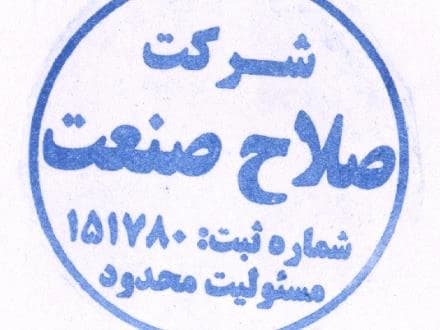 شرکت
صلاح صنعت
شماره ثبت: ۱۵۱۷۸۰
مسئولیت محدود